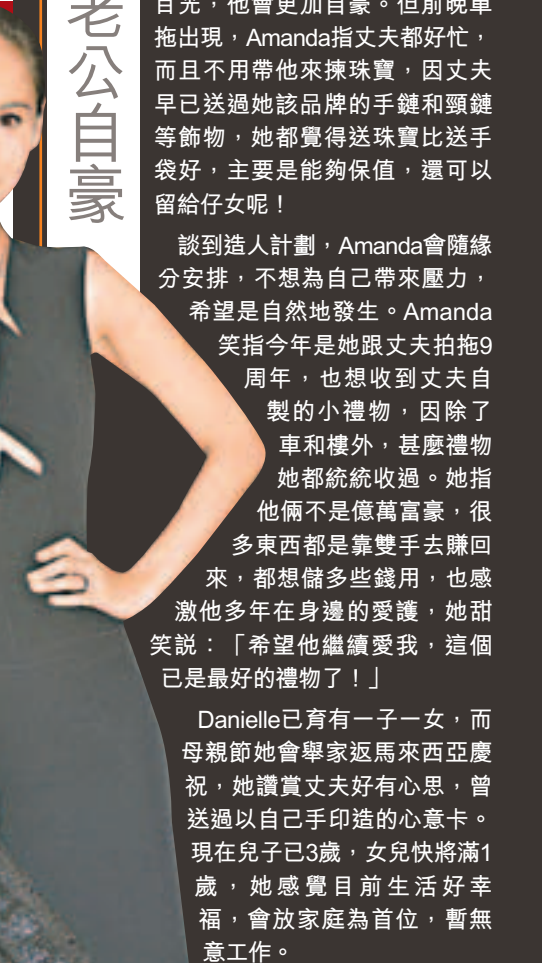 老公自豪
目光，他會更加自豪。但前晚單
拖出現，Amanda指丈夫都好忙，
而且不用帶他來揀珠寶，因丈夫
早已送過她該品牌的手鏈和頸鏈
等飾物，她都覺得送珠寶比送手
袋好，主要是能夠保值，還可以
留給仔女呢！
談到造人計劃，Amanda會隨緣
分安排，不想為自己帶來壓力，
希望是自然地發生。Amanda
笑指今年是她跟丈夫拍拖9
周年，也想收到丈夫自
製的小禮物，因除了
車和樓外，甚麼禮物
她都統統收過。她指
他倆不是億萬富豪，很
多東西都是靠雙手去賺回
來，都想儲多些錢用，也感
激他多年在身邊的愛護，她甜
笑説：「希望他繼續愛我，這個
已是最好的禮物了！」
Danielle已育有一子一女，而
母親節她會舉家返馬來西亞慶
祝，她讚賞丈夫好有心思，曾
送過以自己手印造的心意卡。
現在兒子已3歲，女兒快將滿1
歲，她感覺目前生活好幸
福，會放家庭為首位，暫無
意工作。